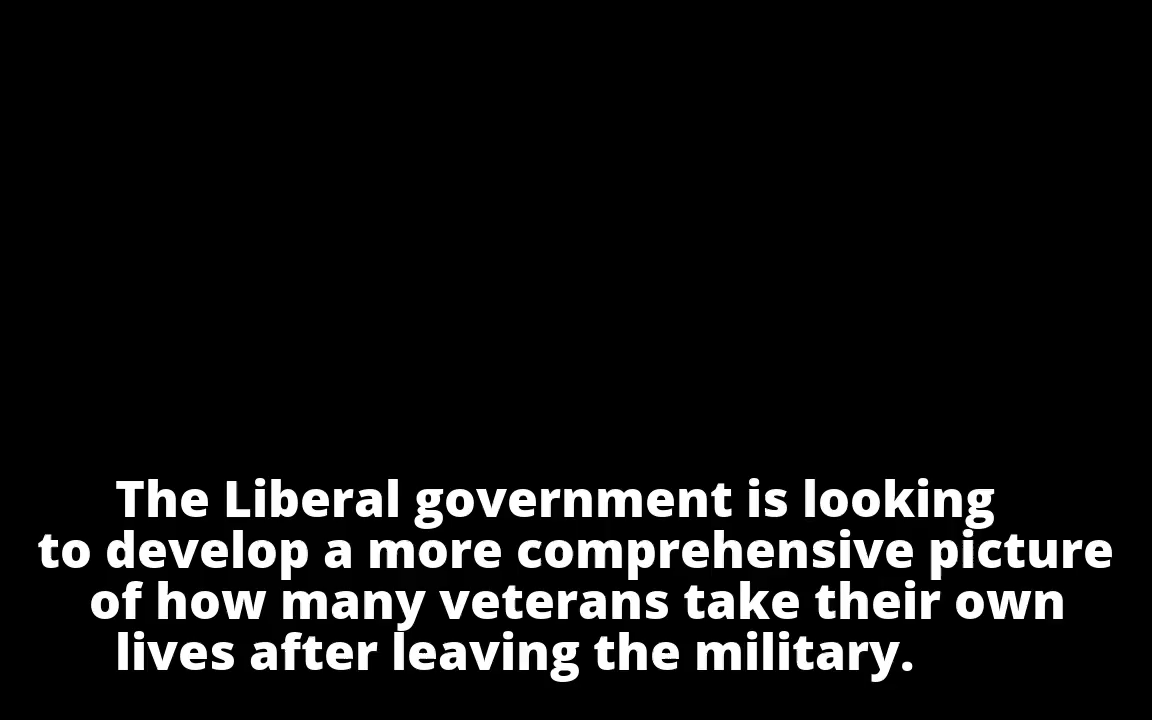 The Liberal government is looking
to develop a more comprehensive picture
of how many veterans take their own
lives after leaving the military.